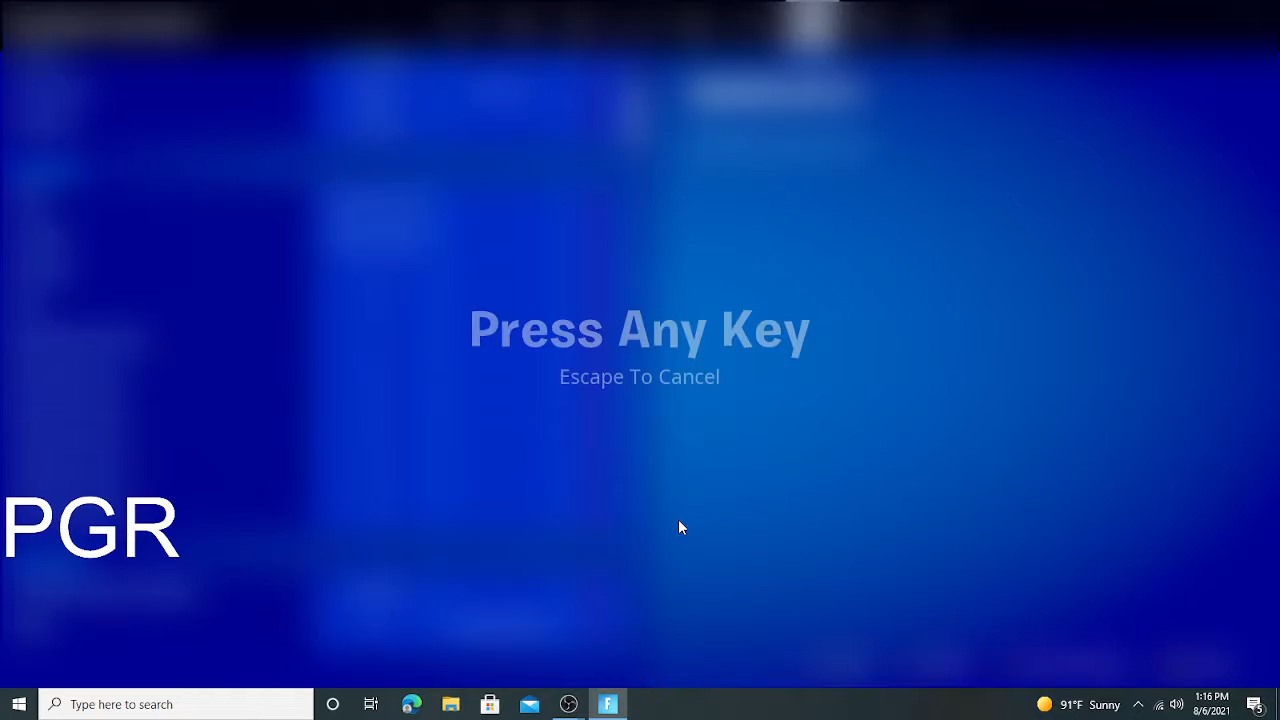 Press Any Key
Escape To Cancel
PGR
Type here to search
F
91°F Sunny
1:16 PM
8/6/2021
5